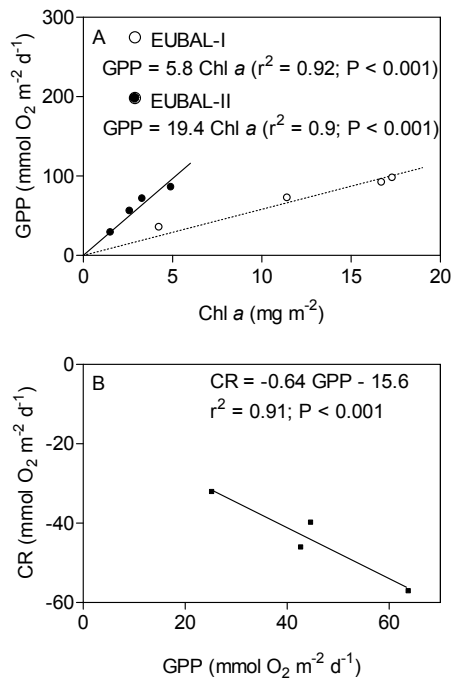 300
200
100
0
GPP (mmol O2 m-2 d-1)
A
EUBAL-I
GPP = 5.8 Chl a (r2 = 0.92; P < 0.001)
EUBAL-II
GPP = 19.4 Chl a (r2 = 0.9; P < 0.001)
0 5 10 15 20
Chl a (mg m-2)
0
-20
-40
-60
CR (mmol O2 m-2 d-1)
B
CR = -0.64 GPP - 15.6
r2 = 0.91; P < 0.001
0 20 40 60
GPP (mmol O2 m-2 d-1)